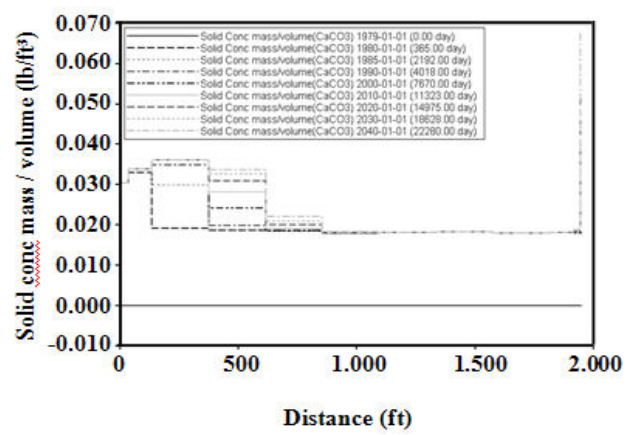 0.070
0.060
0.050
0.040
0.030
0.020
0.010
0.000
-0.010
Solid conc mass / volume (lb/ft³)
Solid Conc mass/volume(CaCO3) 1979-01-01 (0.00 day)
Solid Conc mass/volume(CaCO3) 1980-01-01 (365.00 day)
Solid Conc mass/volume(CaCO3) 1985-01-01 (2192.00 day)
Solid Conc mass/volume(CaCO3) 1990-01-01 (4018.00 day)
Solid Conc mass/volume(CaCO3) 2000-01-01 (7670.00 day)
Solid Conc mass/volume(CaCO3) 2010-01-01 (11323.00 day)
Solid Conc mass/volume(CaCO3) 2020-01-01 (14975.00 day)
Solid Conc mass/volume(CaCO3) 2030-01-01 (18628.00 day)
Solid Conc mass/volume(CaCO3) 2040-01-01 (22280.00 day)
0 500 1.000 1.500 2.000
Distance (ft)